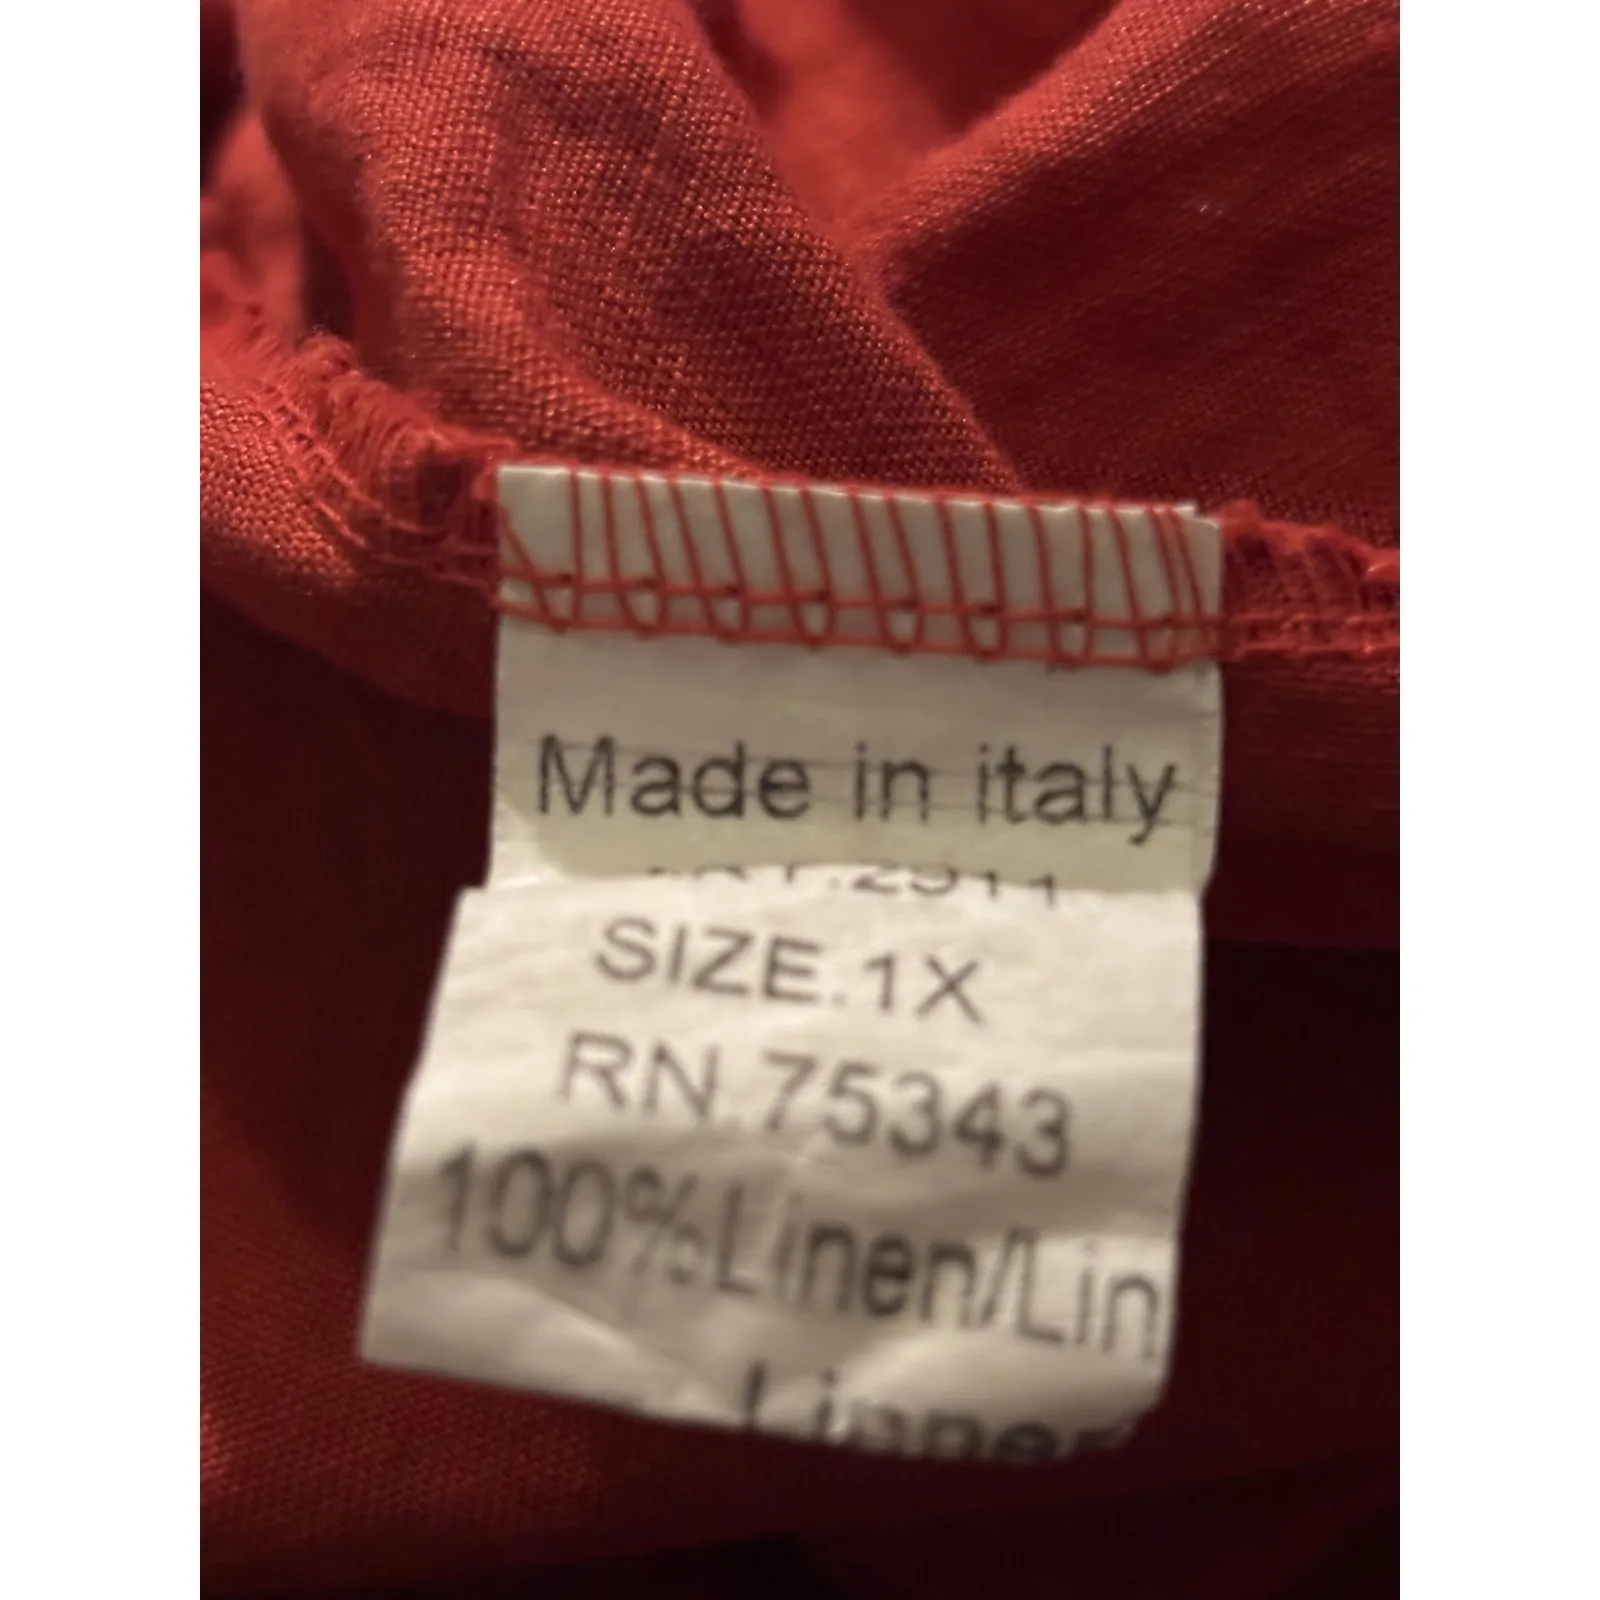 Made in italy
SIZE.1X
RN.75343
100%Linen/Lin